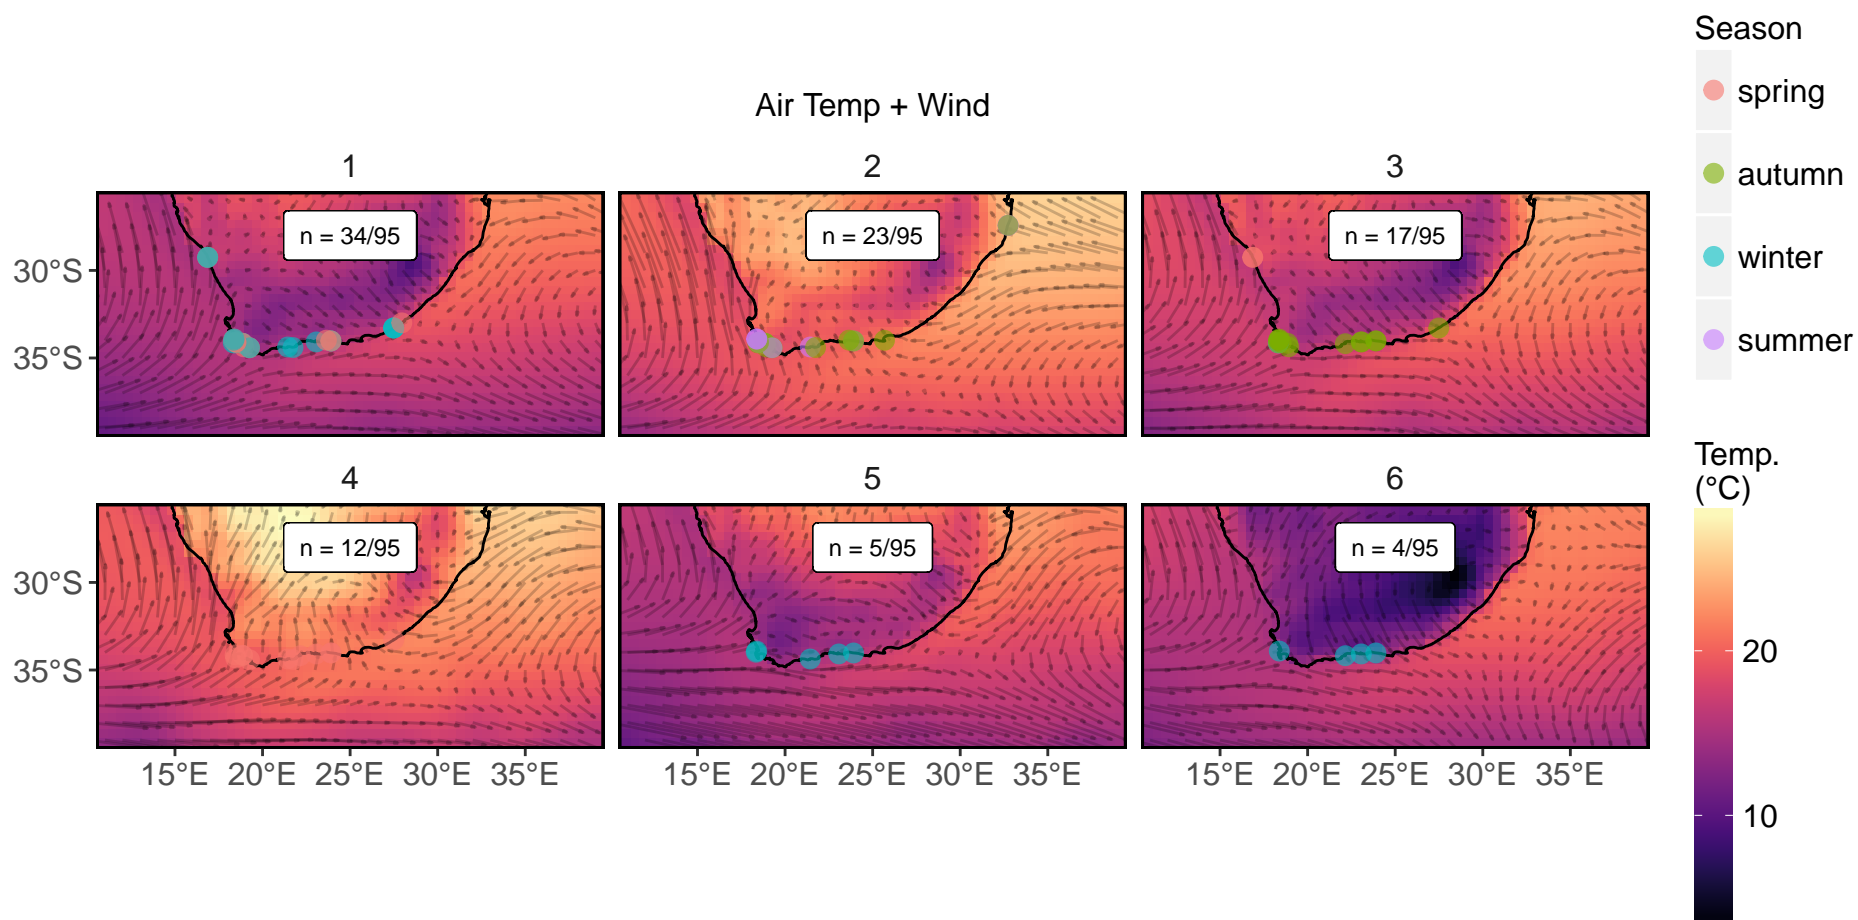 Air Temp + Wind
1
2
3
n = 34/95
n = 23/95
n = 17/95
30°S
35°S
4
5
6
n = 12/95
n = 5/95
n = 4/95
30°S
35°S
15°E 20°E 25°E 30°E 35°E
15°E 20°E 25°E 30°E 35°E
15°E 20°E 25°E 30°E 35°E
Season
spring
autumn
winter
summer
Temp.
(°C)
20
10